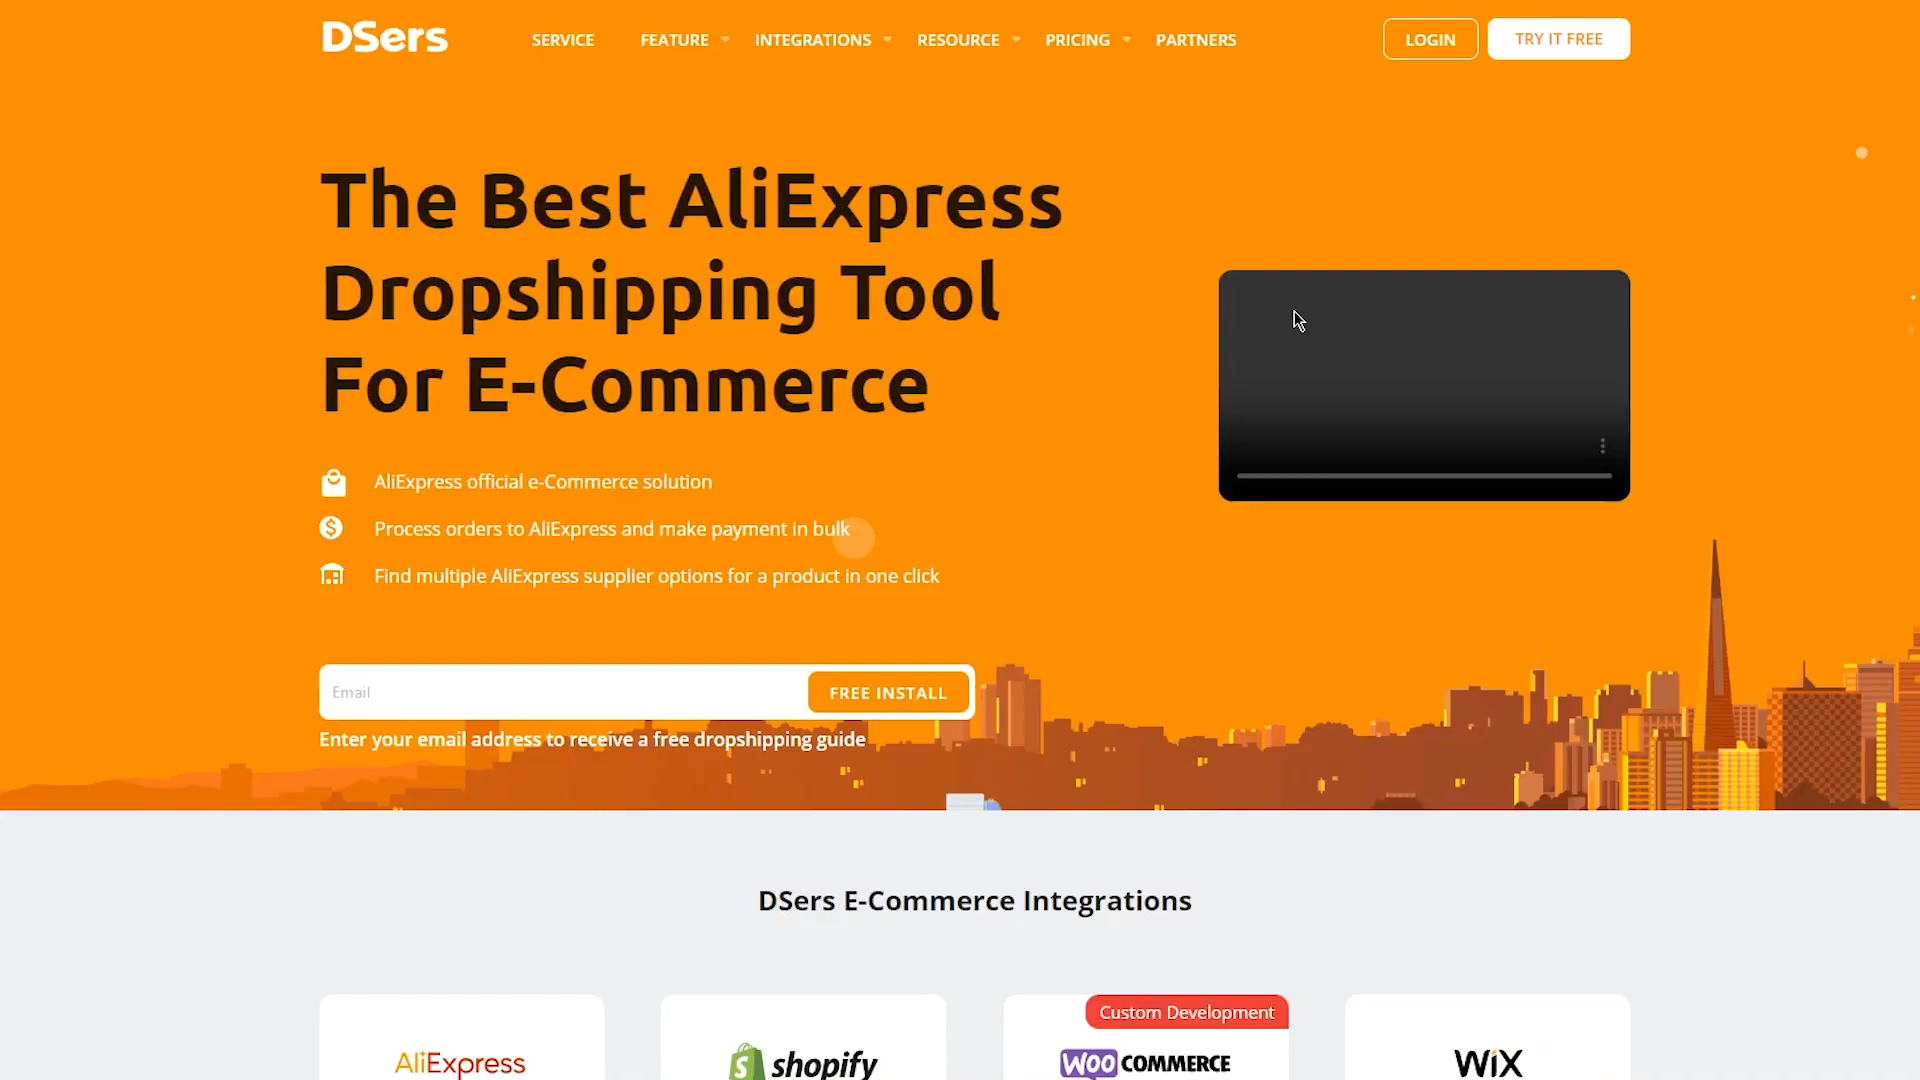 DSers
SERVICE
FEATURE
INTEGRATIONS
RESOURCE
PRICING
PARTNERS
LOGIN
TRY IT FREE
The Best AliExpress
Dropshipping Tool
For E-Commerce
AliExpress official e-Commerce solution
Process orders to AliExpress and make payment in bulk
Find multiple AliExpress supplier options for a product in one click
Email
FREE INSTALL
Enter your email address to receive a free dropshipping guide
DSers E-Commerce Integrations
Custom Development
AliExpress
shopify
WOO COMMERCE
WiX